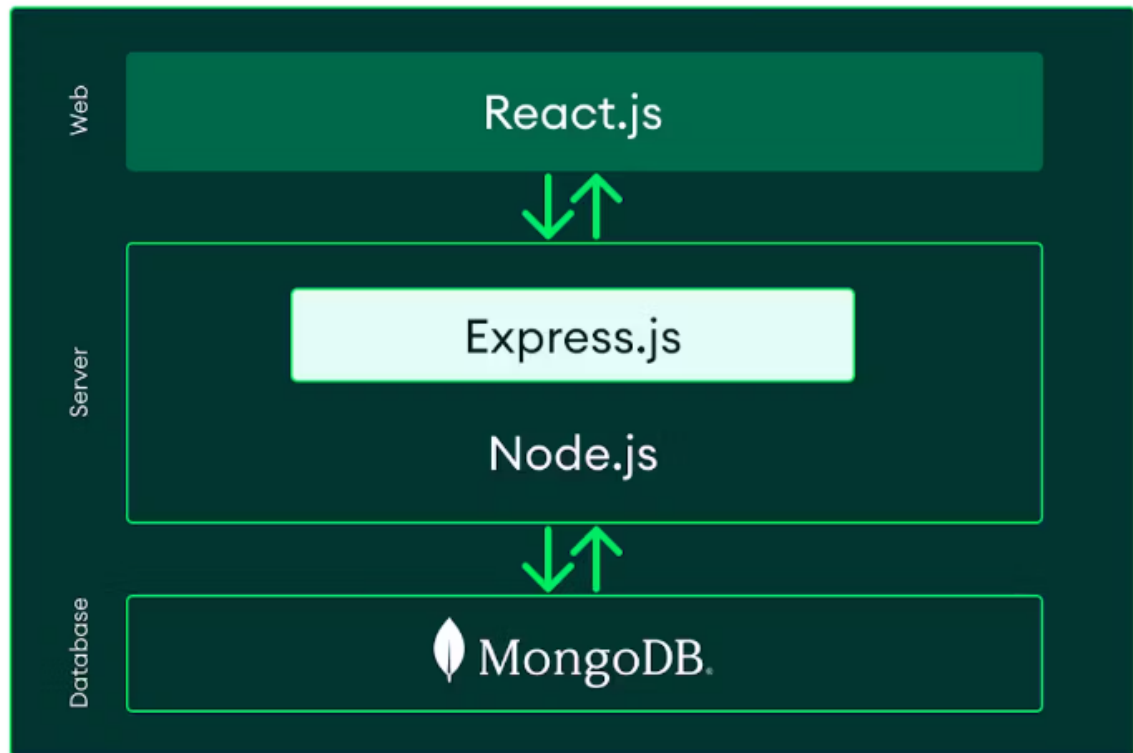 Web
React.js
Server
Express.js
Node.js
Database
MongoDB®